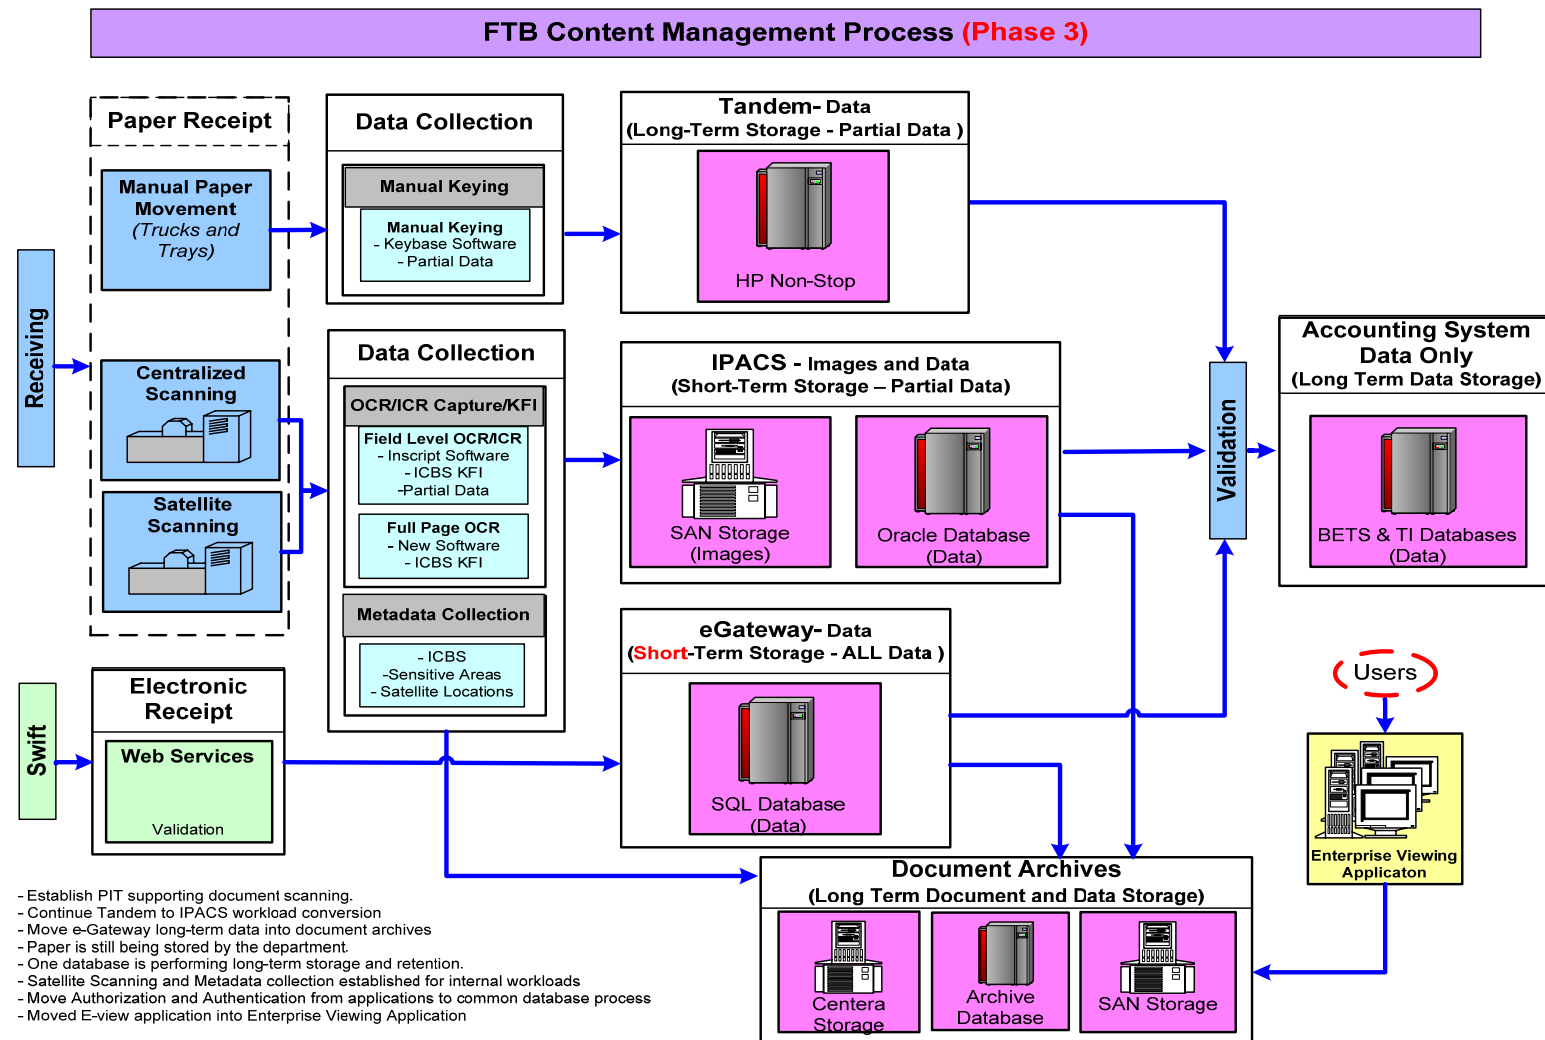 FTB Content Management Process (Phase 3)
Receiving
Paper Receipt
Manual Paper
Movement
(Trucks and
Trays)
Centralized
Scanning
Satellite
Scanning
Data Collection
Manual Keying
Manual Keying
- Keybase Software
- Partial Data
Tandem- Data
(Long-Term Storage - Partial Data )
HP Non-Stop
Data Collection
OCR/ICR Capture/KFI
Field Level OCR/ICR
- Inscript Software
- ICBS KFI
-Partial Data
Full Page OCR
- New Software
- ICBS KFI
Metadata Collection
- ICBS
-Sensitive Areas
- Satellite Locations
IPACS - Images and Data
(Short-Term Storage – Partial Data)
SAN Storage
(Images)
Oracle Database
(Data)
Validation
Accounting System
Data Only
(Long Term Data Storage)
BETS & TI Databases
(Data)
Swift
Electronic
Receipt
Web Services
Validation
eGateway- Data
(Short-Term Storage - ALL Data )
SQL Database
(Data)
Users
Enterprise Viewing
Applicaton
Document Archives
(Long Term Document and Data Storage)
Centera
Storage
Archive
Database
SAN Storage
- Establish PIT supporting document scanning.
- Continue Tandem to IPACS workload conversion
- Move e-Gateway long-term data into document archives
- Paper is still being stored by the department.
- One database is performing long-term storage and retention.
- Satellite Scanning and Metadata collection established for internal workloads
- Move Authorization and Authentication from applications to common database process
- Moved E-view application into Enterprise Viewing Application